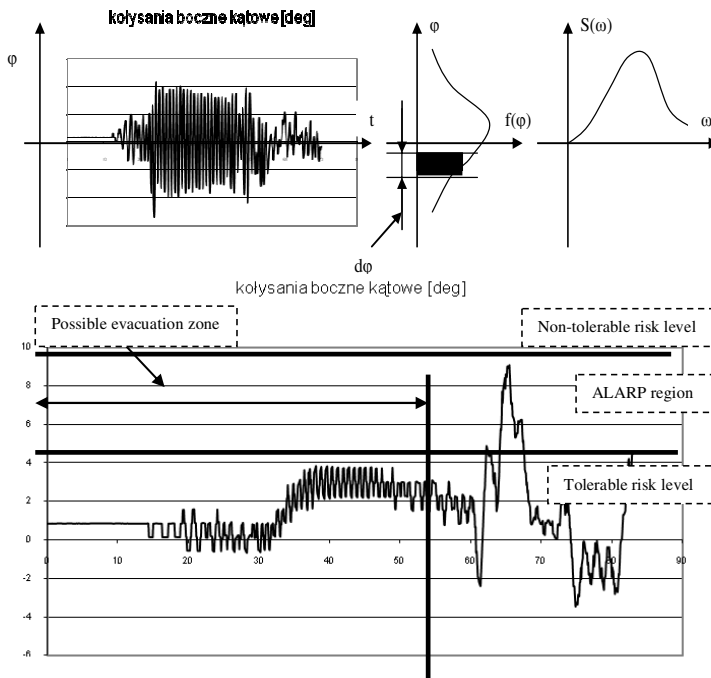 kołysania boczne kątowe [deg]
φ
t
φ
f(φ)
S(ω)
ω
dφ
kołysania boczne kątowe [deg]
Possible evacuation zone
Non-tolerable risk level
ALARP region
Tolerable risk level
10
8
6
4
2
0
-2
-4
-6
0
10
20
30
40
50
60
70
80
90